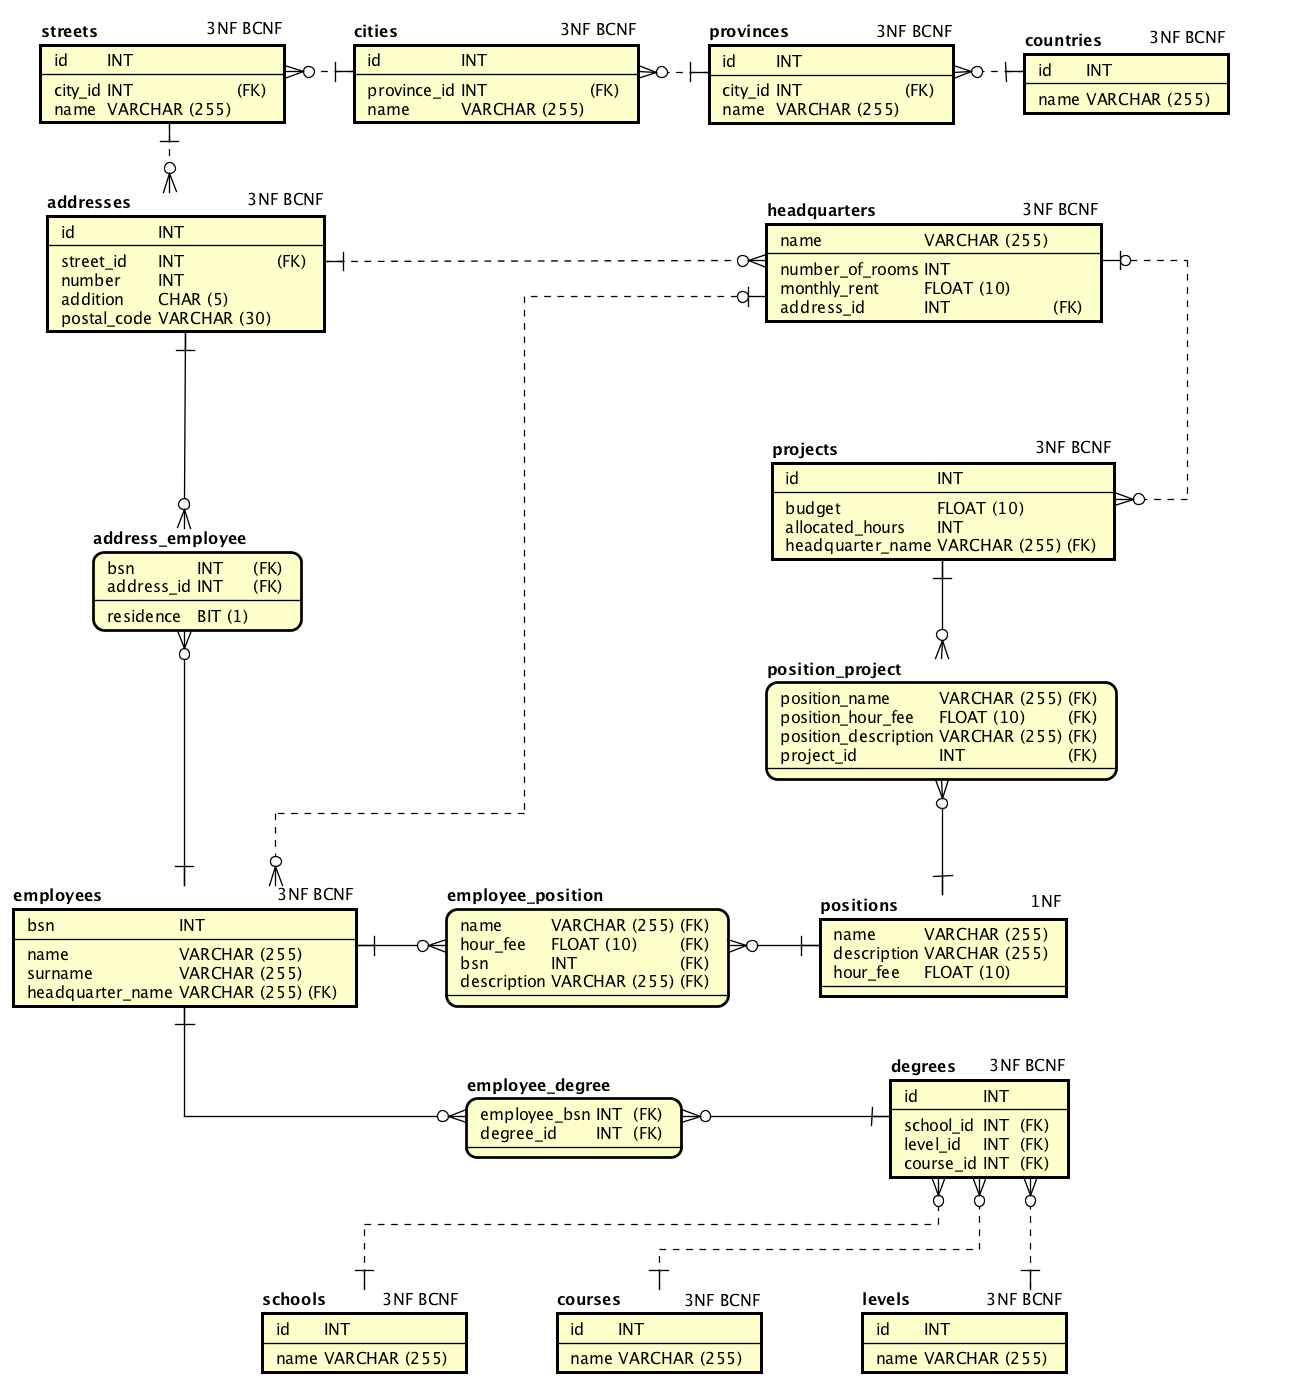 streets 3NF BCNF
id INT
city_id INT (FK)
name VARCHAR (255)
cities 3NF BCNF
id INT
province_id INT (FK)
name VARCHAR (255)
provinces 3NF BCNF
id INT
city_id INT (FK)
name VARCHAR (255)
countries 3NF BCNF
id INT
name VARCHAR (255)
addresses 3NF BCNF
id INT
street_id INT (FK)
number INT
addition CHAR (5)
postal_code VARCHAR (30)
headquarters 3NF BCNF
name VARCHAR (255)
number_of_rooms INT
monthly_rent FLOAT (10)
address_id INT (FK)
projects 3NF BCNF
id INT
budget FLOAT (10)
allocated_hours INT
headquarter_name VARCHAR (255) (FK)
address_employee
bsn INT (FK)
address_id INT (FK)
residence BIT (1)
position_project
position_name VARCHAR (255) (FK)
position_hour_fee FLOAT (10) (FK)
position_description VARCHAR (255) (FK)
project_id INT (FK)
employees 3NF BCNF
bsn INT
name VARCHAR (255)
surname VARCHAR (255)
headquarter_name VARCHAR (255) (FK)
employee_position
name VARCHAR (255) (FK)
hour_fee FLOAT (10) (FK)
bsn INT (FK)
description VARCHAR (255) (FK)
positions 1NF
name VARCHAR (255)
description VARCHAR (255)
hour_fee FLOAT (10)
employee_degree
employee_bsn INT (FK)
degree_id INT (FK)
degrees 3NF BCNF
id INT
school_id INT (FK)
level_id INT (FK)
course_id INT (FK)
schools 3NF BCNF
id INT
name VARCHAR (255)
courses 3NF BCNF
id INT
name VARCHAR (255)
levels 3NF BCNF
id INT
name VARCHAR (255)